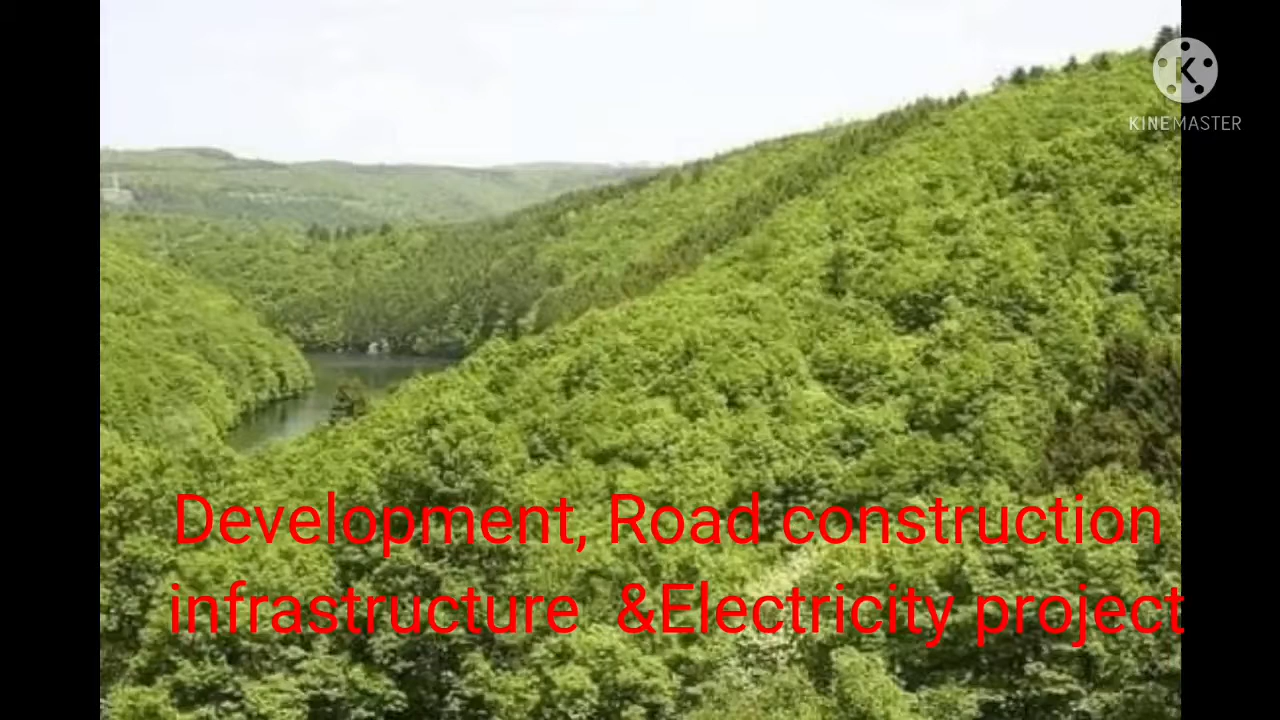 K
KINEMASTER
Development, Road construction
infrastructure &Electricity project